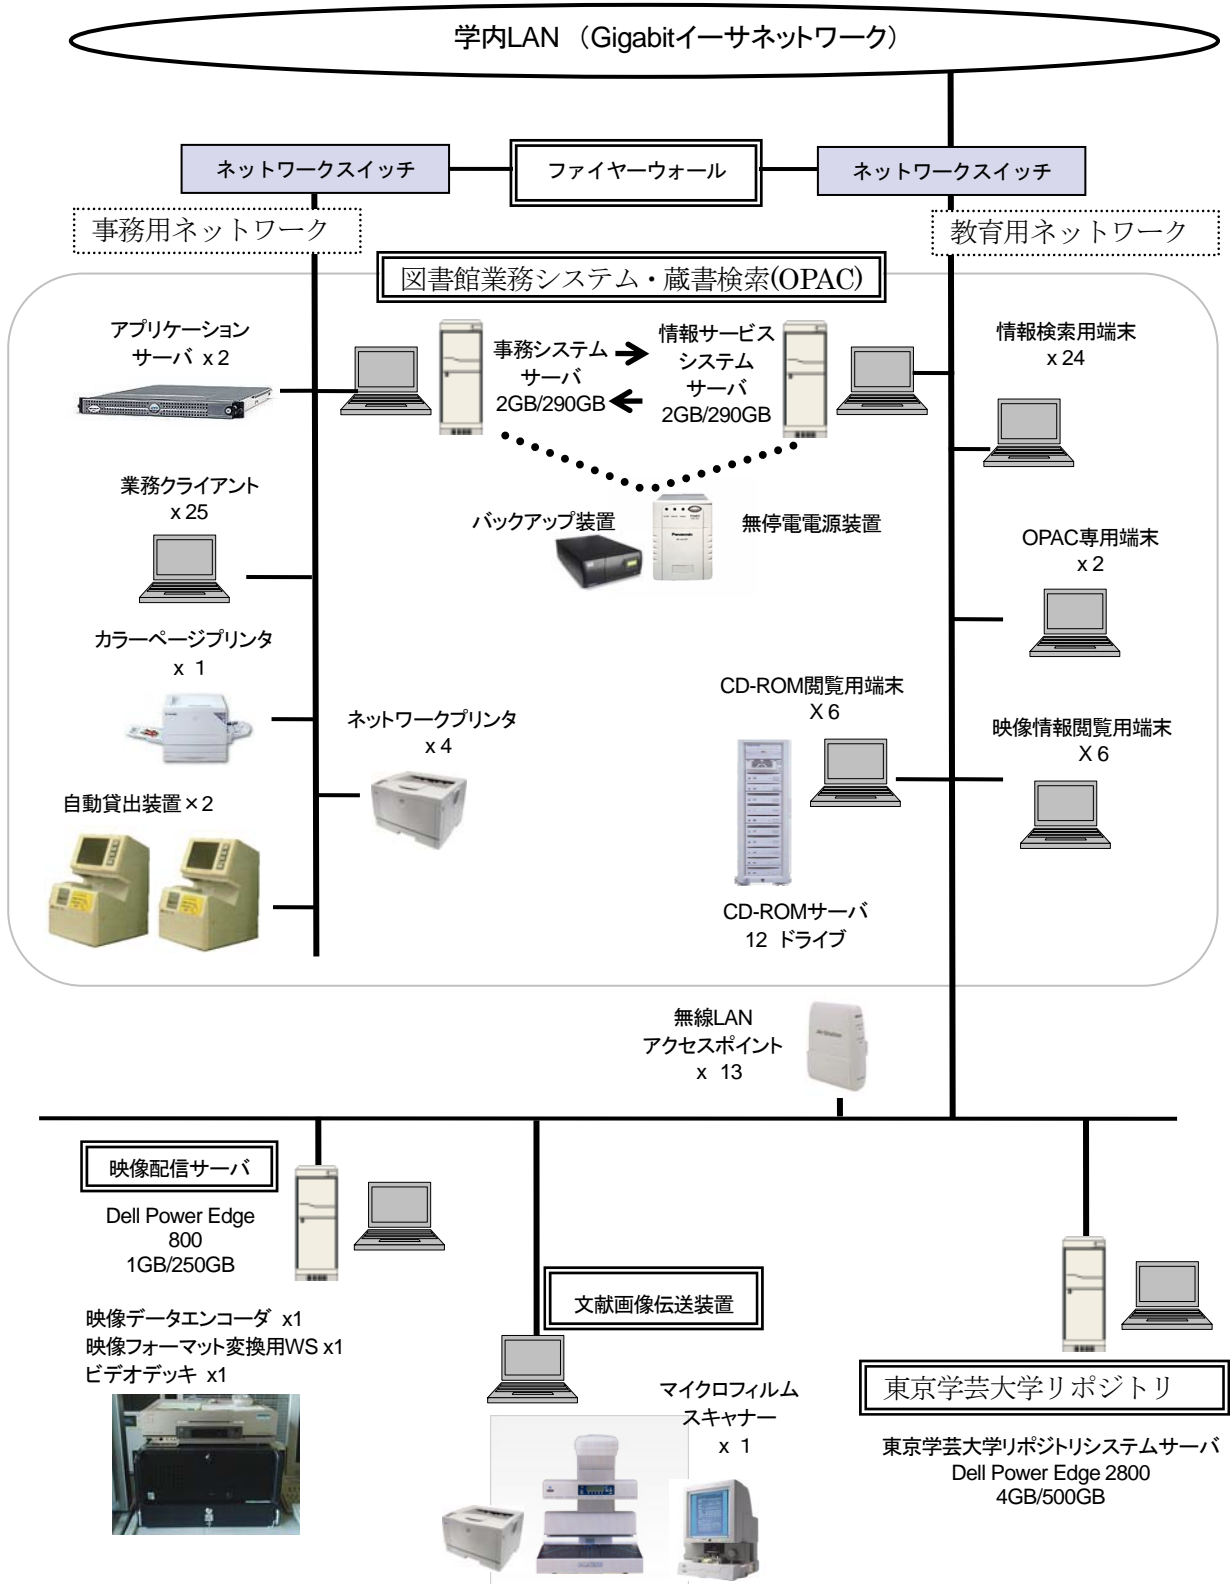 学内LAN （Gigabitイーサネットワーク）
ネットワークスイッチ
ファイヤーウォール
ネットワークスイッチ
事務用ネットワーク
教育用ネットワーク
図書館業務システム・蔵書検索(OPAC)
アプリケーション
サーバ x 2
事務システム
サーバ
2GB/290GB
情報サービス
システム
サーバ
2GB/290GB
情報検索用端末
x 24
業務クライアント
x 25
バックアップ装置
Panasonic
無停電電源装置
OPAC専用端末
x 2
カラーページプリンタ
x 1
ネットワークプリンタ
x 4
CD-ROM閲覧用端末
X 6
映像情報閲覧用端末
X 6
自動貸出装置×2
CD-ROMサーバ
12 ドライブ
無線LAN
アクセスポイント
x 13
映像配信サーバ
Dell Power Edge
800
1GB/250GB
映像データエンコーダ x1
映像フォーマット変換用WS x1
ビデオデッキ x1
文献画像伝送装置
マイクロフィルム
スキャナー
x 1
東京学芸大学リポジトリ
東京学芸大学リポジトリシステムサーバ
Dell Power Edge 2800
4GB/500GB